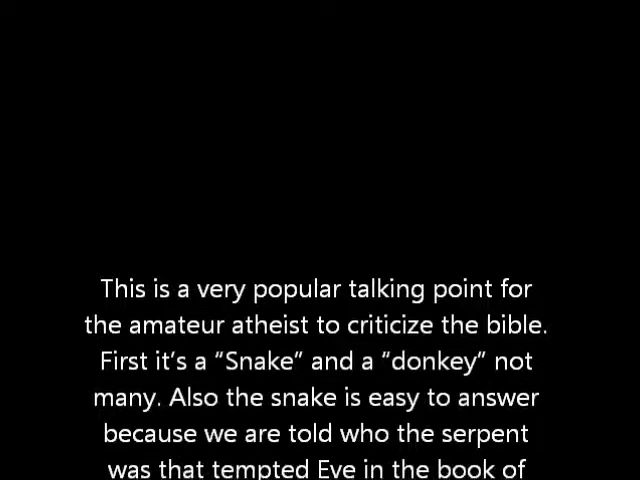 This is a very popular talking point for
the amateur atheist to criticize the bible.
First it’s a “Snake” and a “donkey” not
many. Also the snake is easy to answer
because we are told who the serpent
was that tempted Eve in the book of